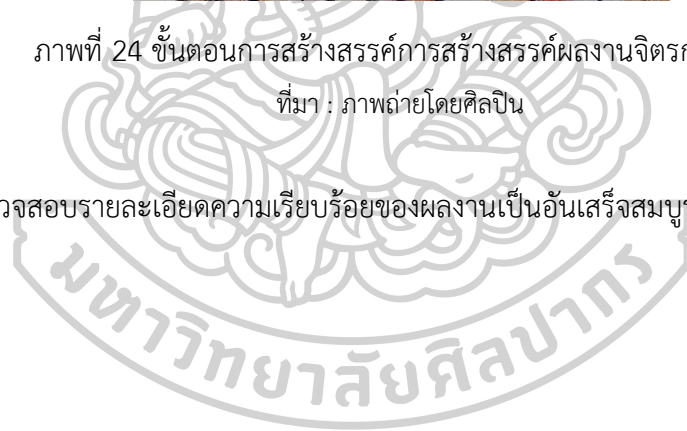 ภาพที่ 24 ขั้นตอนการสร้างสรรค์การสร้างสรรค์ผลงานจิตรก
ที่มา : ภาพถ่ายโดยศิลปิน
วจสอบรายละเอียดความเรียบร้อยของผลงานเป็นอันเสร็จสมบู
มหาวิทยาลัยศิลปากร